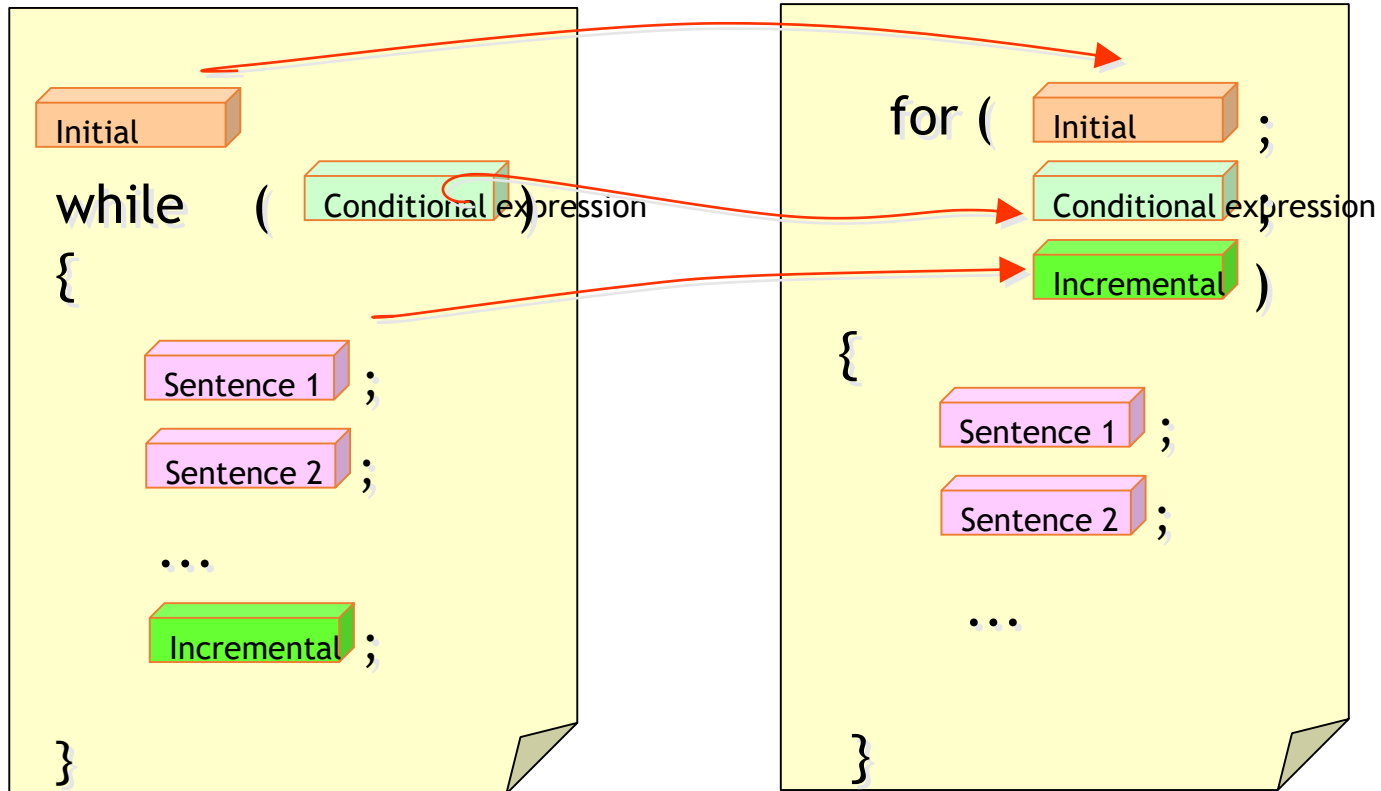 Initial
while ( Conditional expression )
{
Sentence 1 ;
Sentence 2 ;
...
Incremental ;
}
for ( Initial ;
Conditional expression ;
Incremental )
{
Sentence 1 ;
Sentence 2 ;
...
}